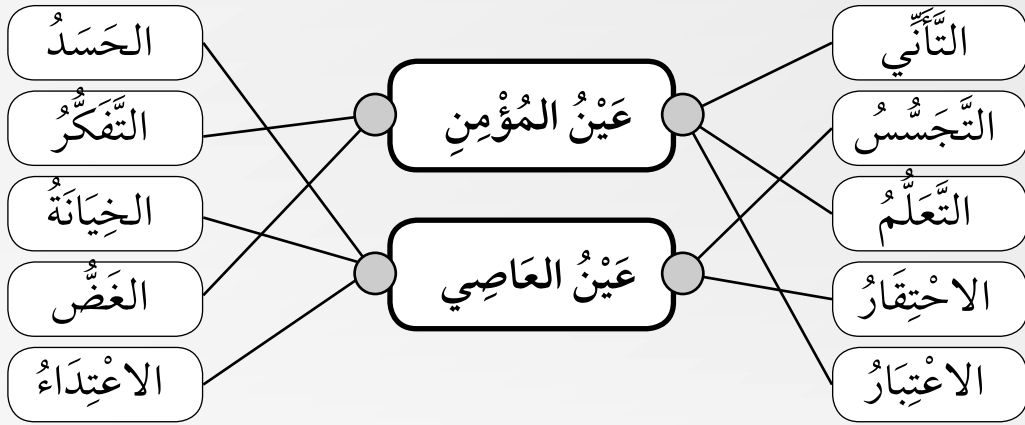 التَّأَنِّي
التَّجَسُّسُ
التَّعَلُّمُ
الاحْتِقَارُ
الاعْتِبَارُ
عَيْنُ المُؤْمِنِ
عَيْنُ العَاصِي
الحَسَدُ
التَّفَكُّرُ
الخِيَانَةُ
الغَضُّ
الاعْتِدَاءُ